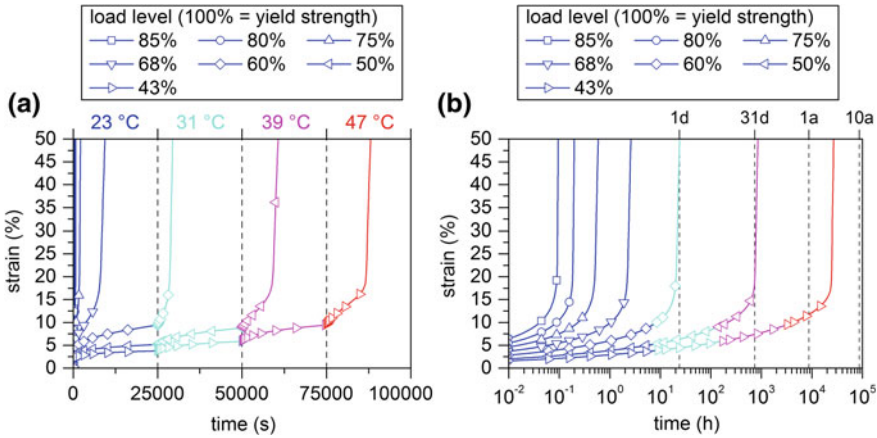 load level (100% = yield strength)
85% 80% 75%
68% 60% 50%
43%
(a)
23 °C 31 °C 39 °C 47 °C
50
45
40
35
30
25
20
15
10
5
0
strain (%)
0 25000 50000 75000 100000
time (s)
load level (100% = yield strength)
85% 80% 75%
68% 60% 50%
43%
(b)
1d 31d 1a 10a
50
45
40
35
30
25
20
15
10
5
0
strain (%)
10⁻² 10⁻¹ 10⁰ 10¹ 10² 10³ 10⁴ 10⁵
time (h)